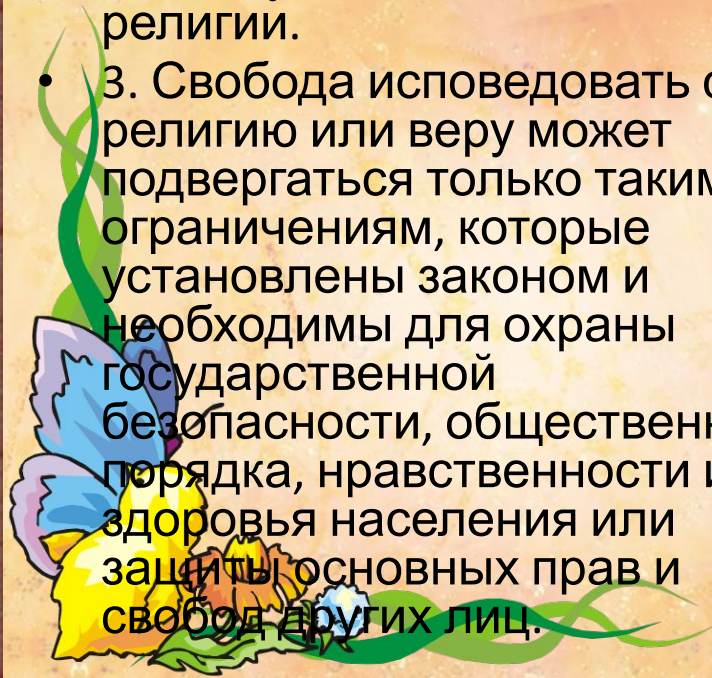 религии.
• 3. Свобода исповедовать с
религию или веру может
подвергаться только таким
ограничениям, которые
установлены законом и
необходимы для охраны
государственной
безопасности, обществен
порядка, нравственности и
здоровья населения или
защиты основных прав и
свобод других лиц.